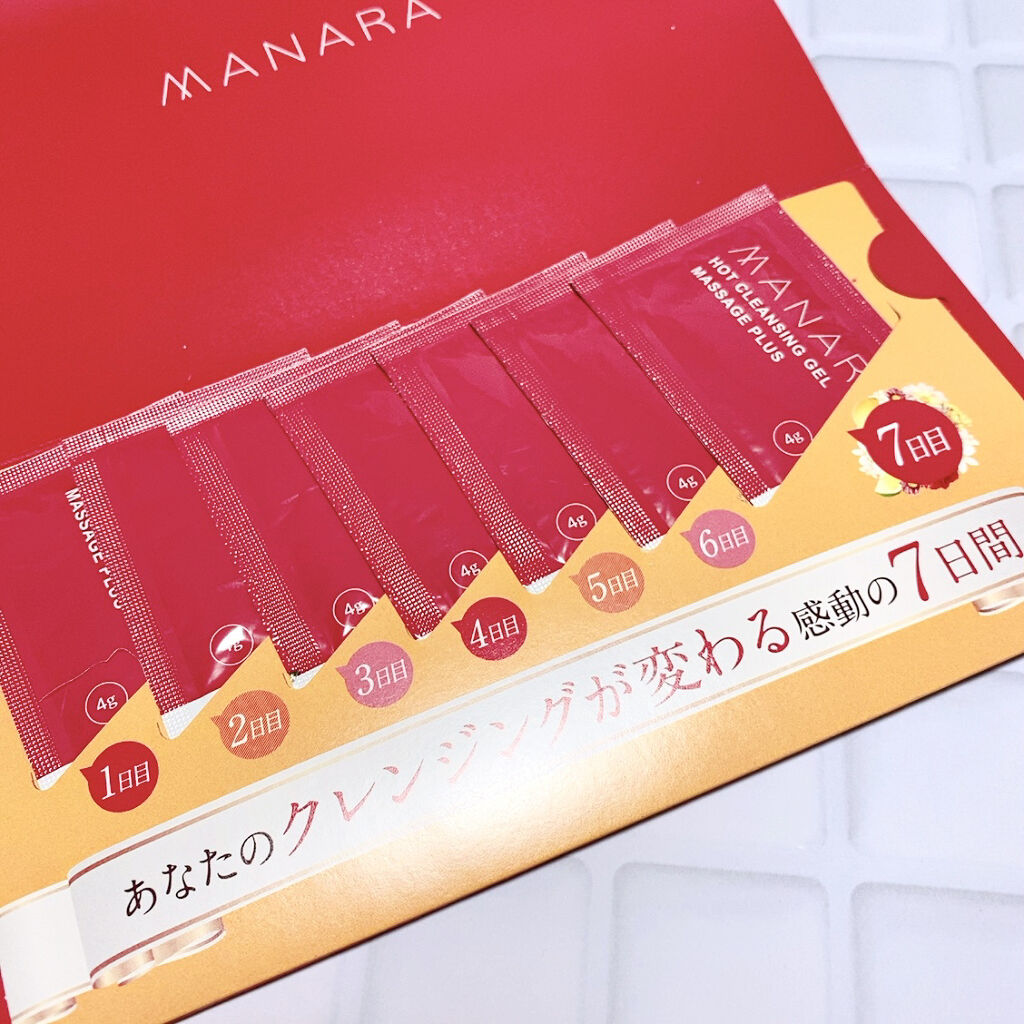 MANARA
MANAR
HOT CLEANSING GEL
MASSAGE PLUS
4g
4g
4g
4g
4g
4g
MASSAGE PLUS
4g
7日目
6日目
5日目
4日目
3日目
2日目
1日目
あなたのクレンジングが変わる感動の7日間